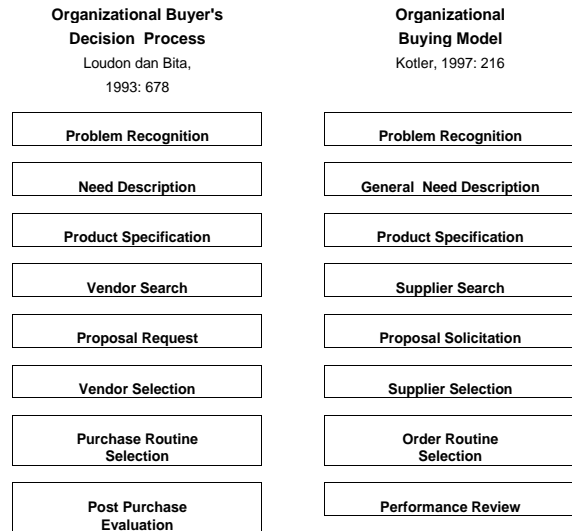 Organizational Buyer's
Decision Process
Loudon dan Bita,
1993: 678
Problem Recognition
Need Description
Product Specification
Vendor Search
Proposal Request
Vendor Selection
Purchase Routine
Selection
Post Purchase
Evaluation
Organizational
Buying Model
Kotler, 1997: 216
Problem Recognition
General Need Description
Product Specification
Supplier Search
Proposal Solicitation
Supplier Selection
Order Routine
Selection
Performance Review